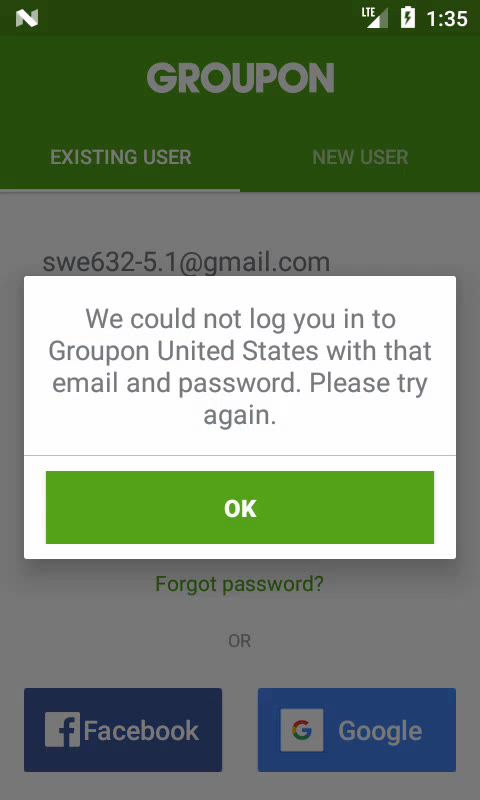 LTE 1:35
GROUPON
EXISTING USER NEW USER
swe632-5.1@gmail.com
We could not log you in to
Groupon United States with that
email and password. Please try
again.
OK
Forgot password?
OR
Facebook Google